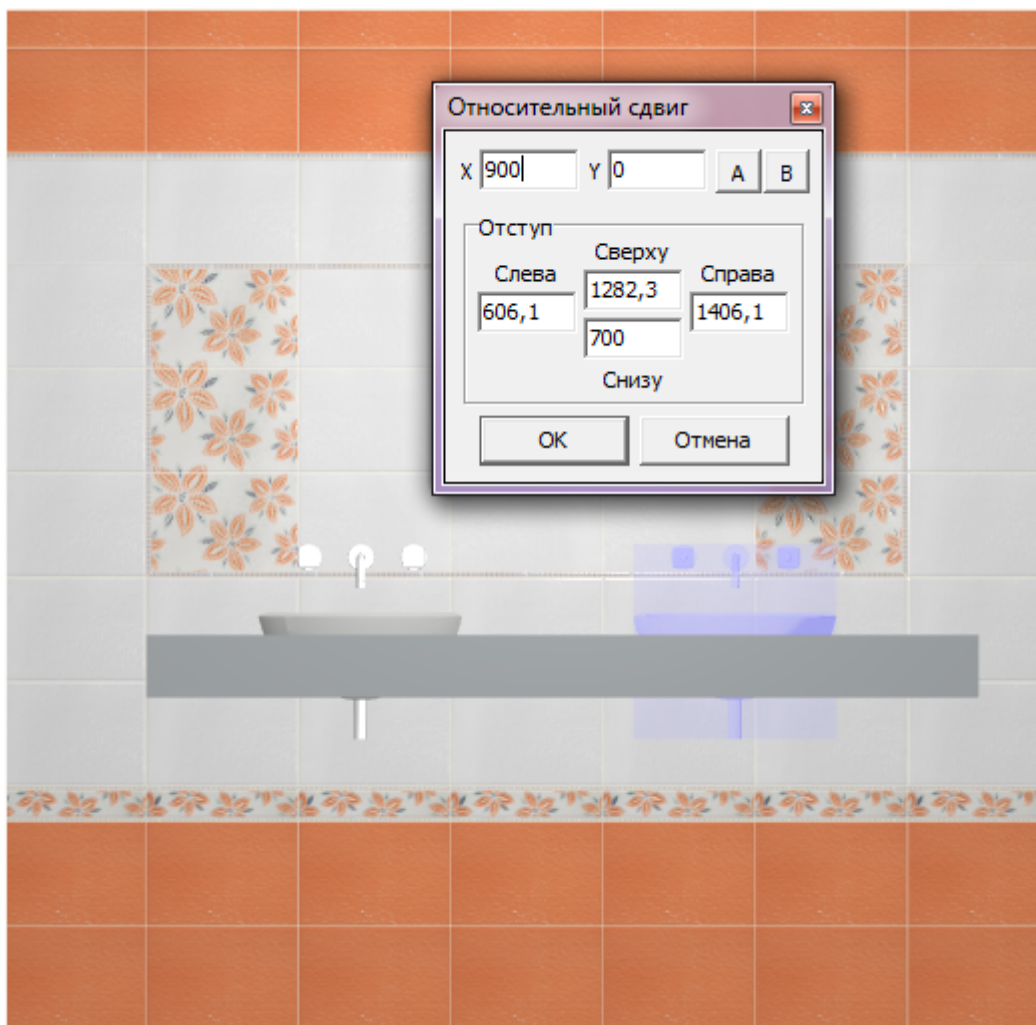 Относительный сдвиг
X 900 Y 0 A B
Отступ
Сверху
Слева 1282,3 Справа
606,1 700 1406,1
Снизу
OK Отмена